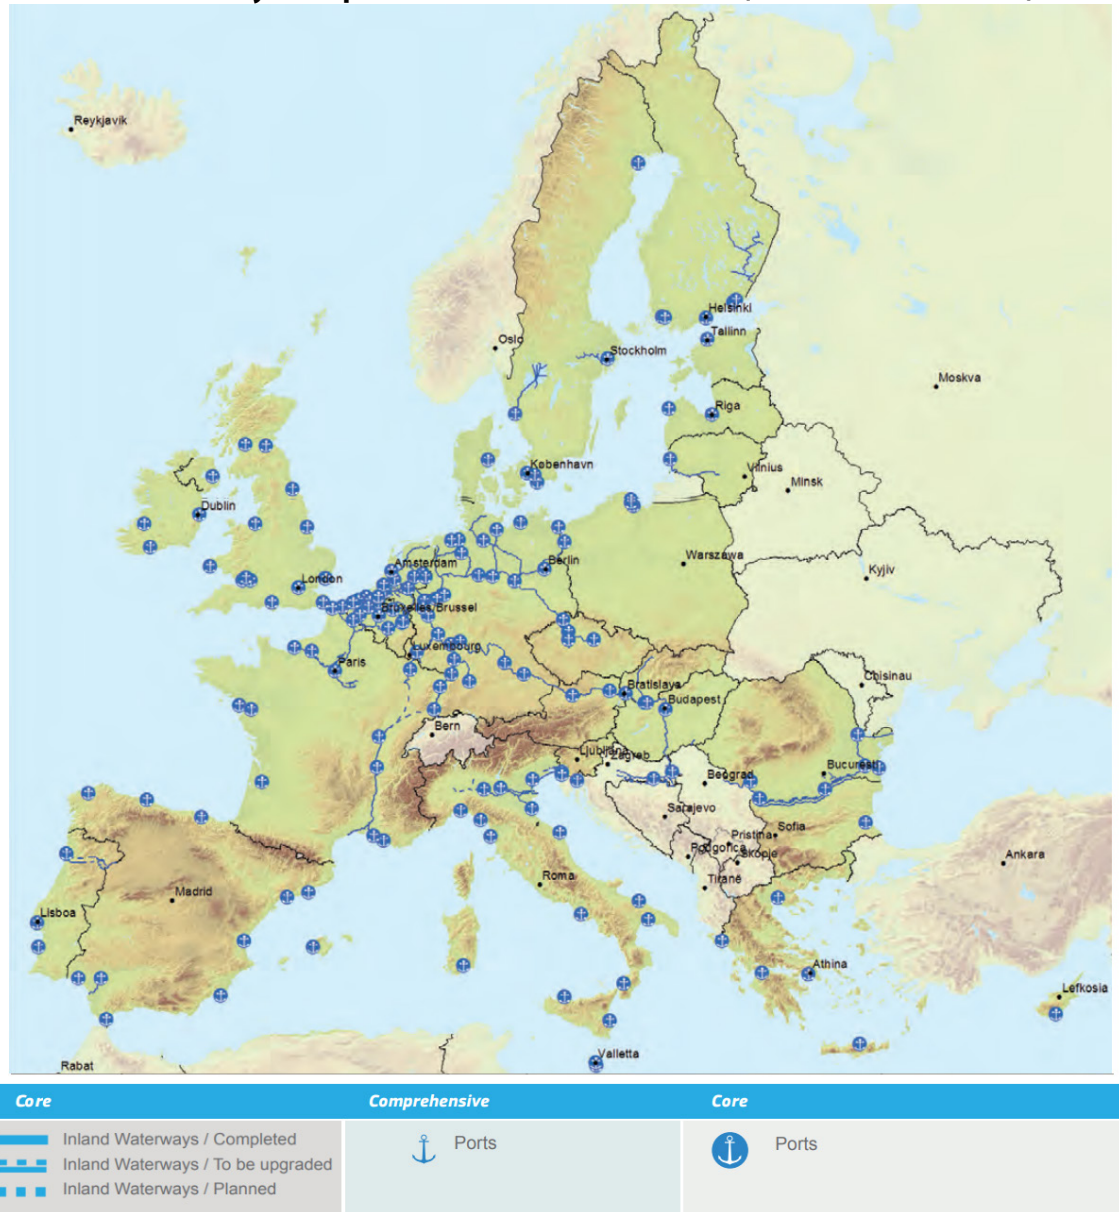 Reykjavik
Helsinki
Tallinn
Oslo
Stockholm
Moskva
Riga
København
Vilnius
Minsk
Dublin
Warszawa
Berlin
Amsterdam
Kyjiv
London
Bruxelles/Brussel
Luxembourg
Paris
Chisinau
Bratislava
Budapest
Bern
Ljubljana
Zagreb
Bucuresti
Beograd
Sarajevo
Sofia
Pristina
Podgorica
Skopje
Ankara
Roma
Tiranë
Madrid
Lisboa
Athina
Lefkosia
Valletta
Rabat
Core
Comprehensive
Core
Inland Waterways / Completed
Ports
Ports
Inland Waterways / To be upgraded
Inland Waterways / Planned